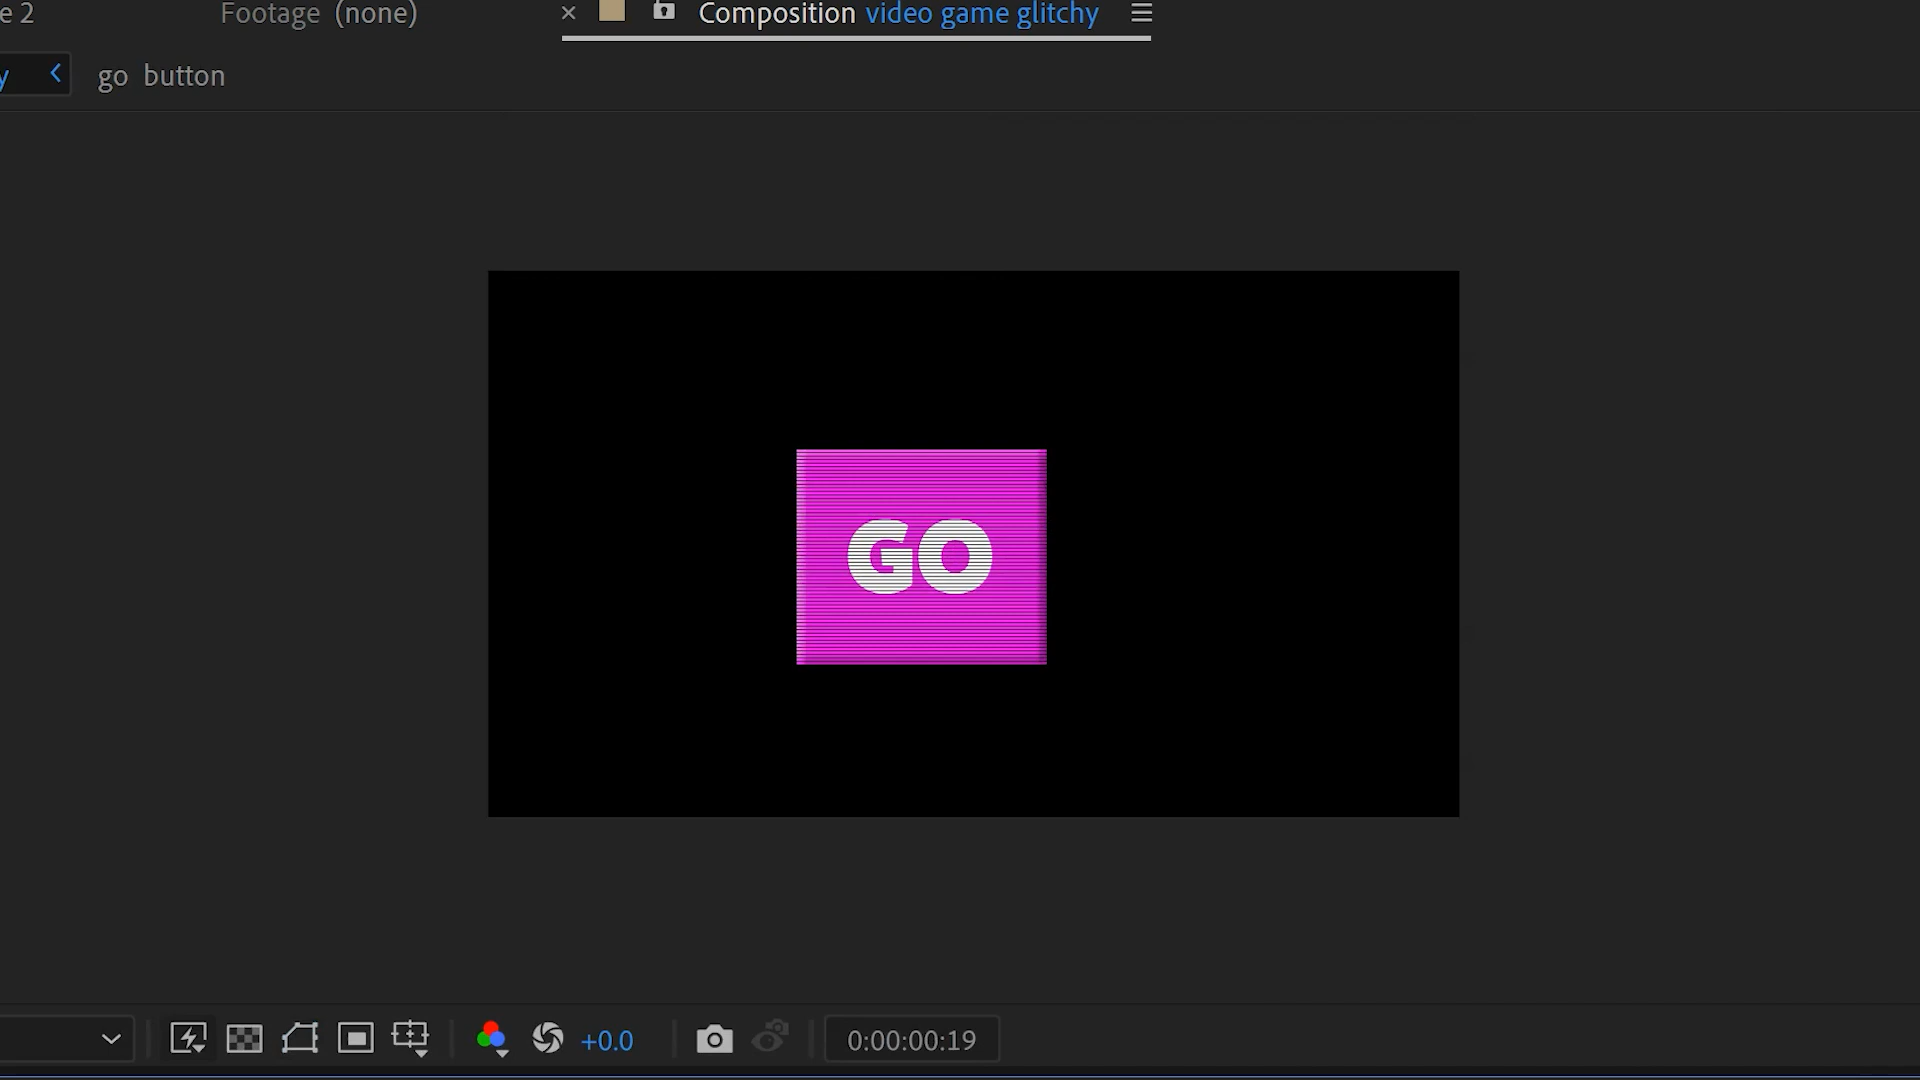 e 2 Footage (none) × Composition video game glitchy
y go button
GO
+0.0 0:00:00:19